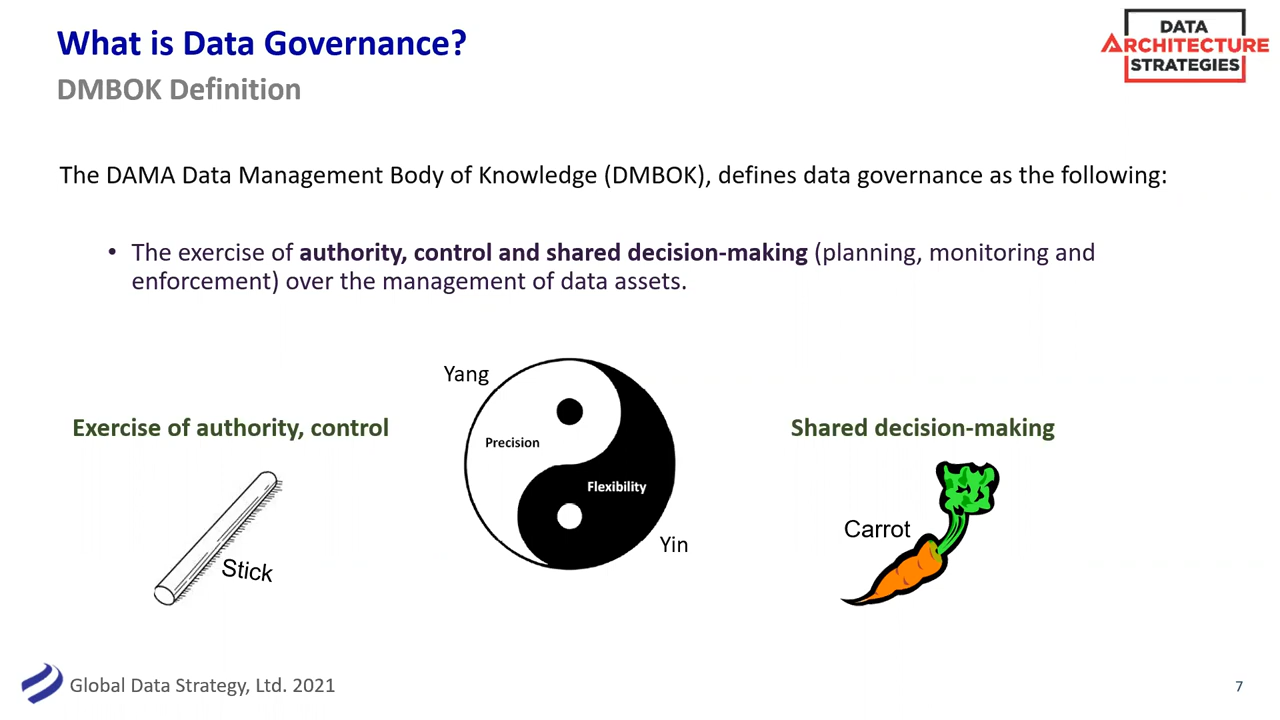 What is Data Governance?
DMBOK Definition
DATA
ARCHITECTURE
STRATEGIES
The DAMA Data Management Body of Knowledge (DMBOK), defines data governance as the following:
• The exercise of authority, control and shared decision-making (planning, monitoring and
enforcement) over the management of data assets.
Yang
Exercise of authority, control
Precision
Flexibility
Shared decision-making
Stick
Yin
Carrot
Global Data Strategy, Ltd. 2021
7